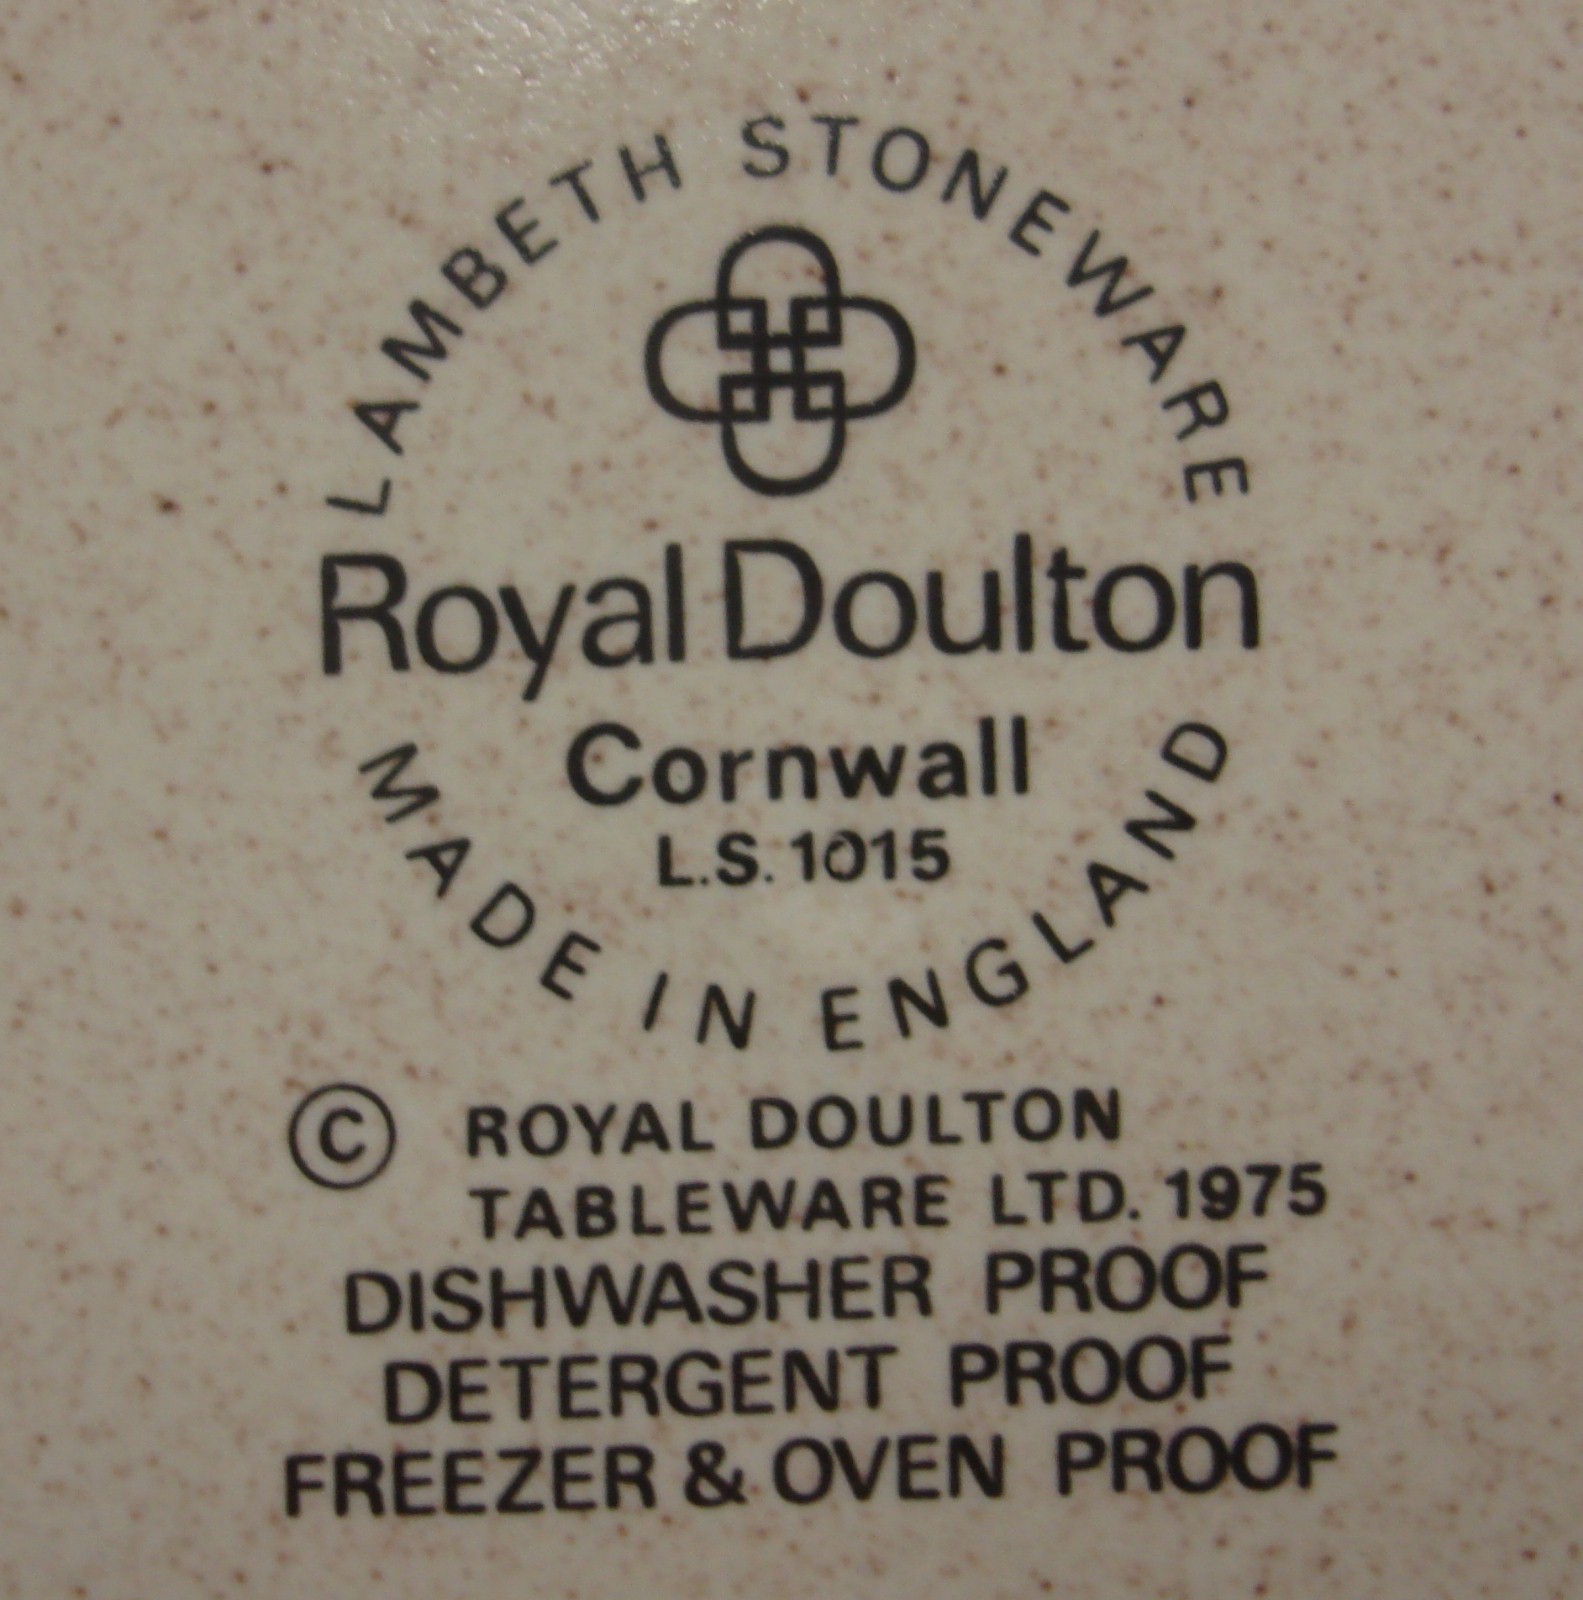 LAMBETH STONEWARE
Royal Doulton
Cornwall
L.S. 1015
MADE IN ENGLAND
© ROYAL DOULTON
TABLEWARE LTD. 1975
DISHWASHER PROOF
DETERGENT PROOF
FREEZER & OVEN PROOF